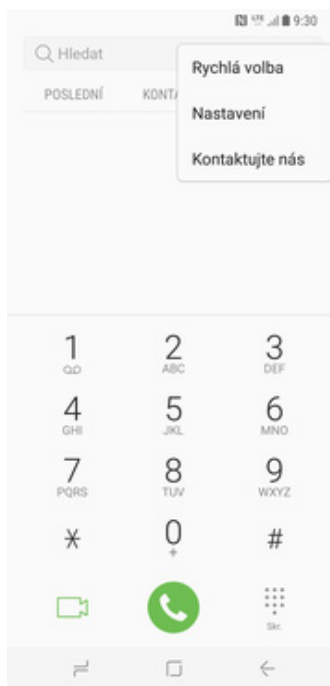 9:30
Hledat
Rychlá volba
POSLEDNÍ KONTA
Nastavení
Kontaktujte nás
1 2 3
ABC DEF
4 5 6
GHI JKL MNO
7 8 9
PQRS TUV WXYZ
* 0 #
+
Skr.